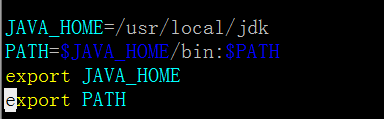 JAVA_HOME=/usr/local/jdk
PATH=$JAVA_HOME/bin:$PATH
export JAVA_HOME
export PATH